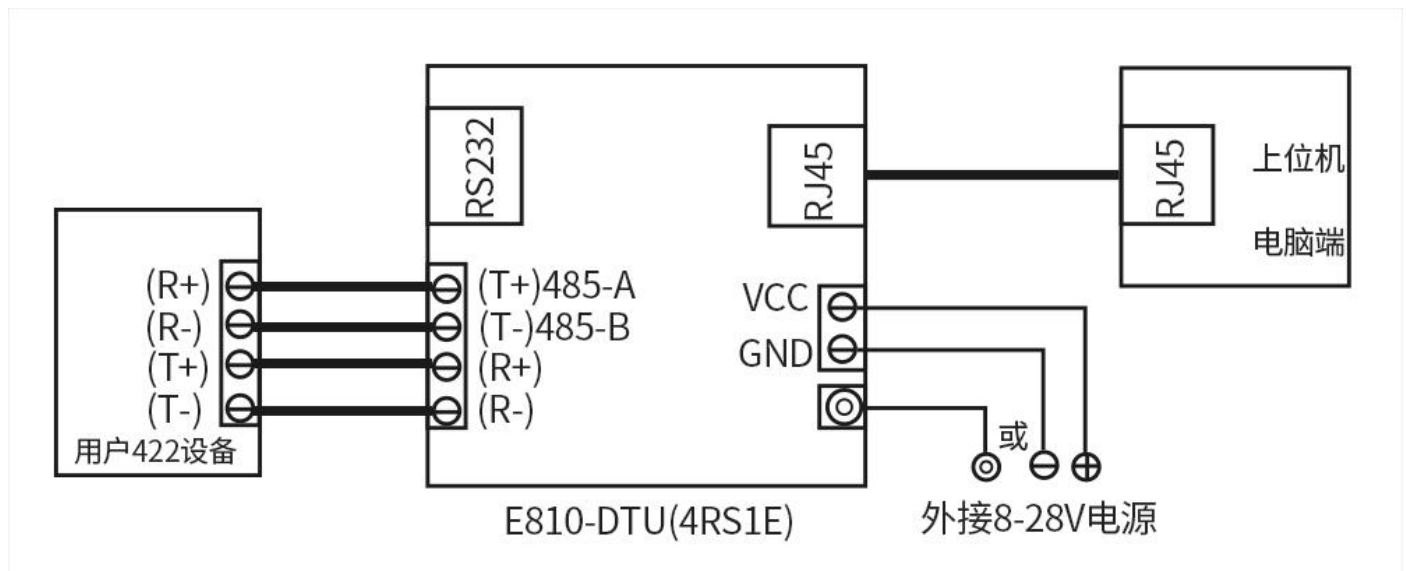 RS232
RJ45
RJ45
上位机
电脑端
(R+)
(R-)
(T+)
(T-)
用户422设备
(T+)485-A
(T-)485-B
(R+)
(R-)
VCC
GND
或
E810-DTU(4RS1E)
外接8-28V电源